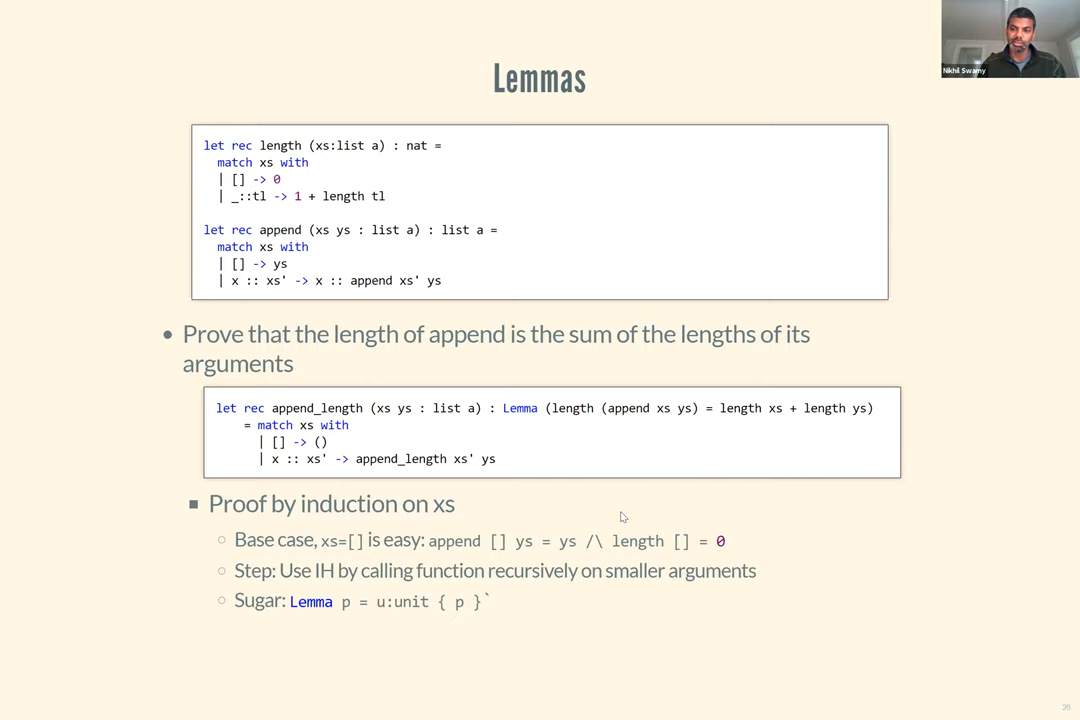 Nikhil Swamy
Lemmas
let rec length (xs:list a) : nat =
match xs with
| [] -> 0
| _::tl -> 1 + length tl
let rec append (xs ys : list a) : list a =
match xs with
| [] -> ys
| x :: xs' -> x :: append xs' ys
• Prove that the length of append is the sum of the lengths of its
arguments
let rec append_length (xs ys : list a) : Lemma (length (append xs ys) = length xs + length ys)
= match xs with
| [] -> ()
| x :: xs' -> append_length xs' ys
▪ Proof by induction on xs
○ Base case, xs=[] is easy: append [] ys = ys /\ length [] = 0
○ Step: Use IH by calling function recursively on smaller arguments
○ Sugar: Lemma p = u:unit { p }`
26